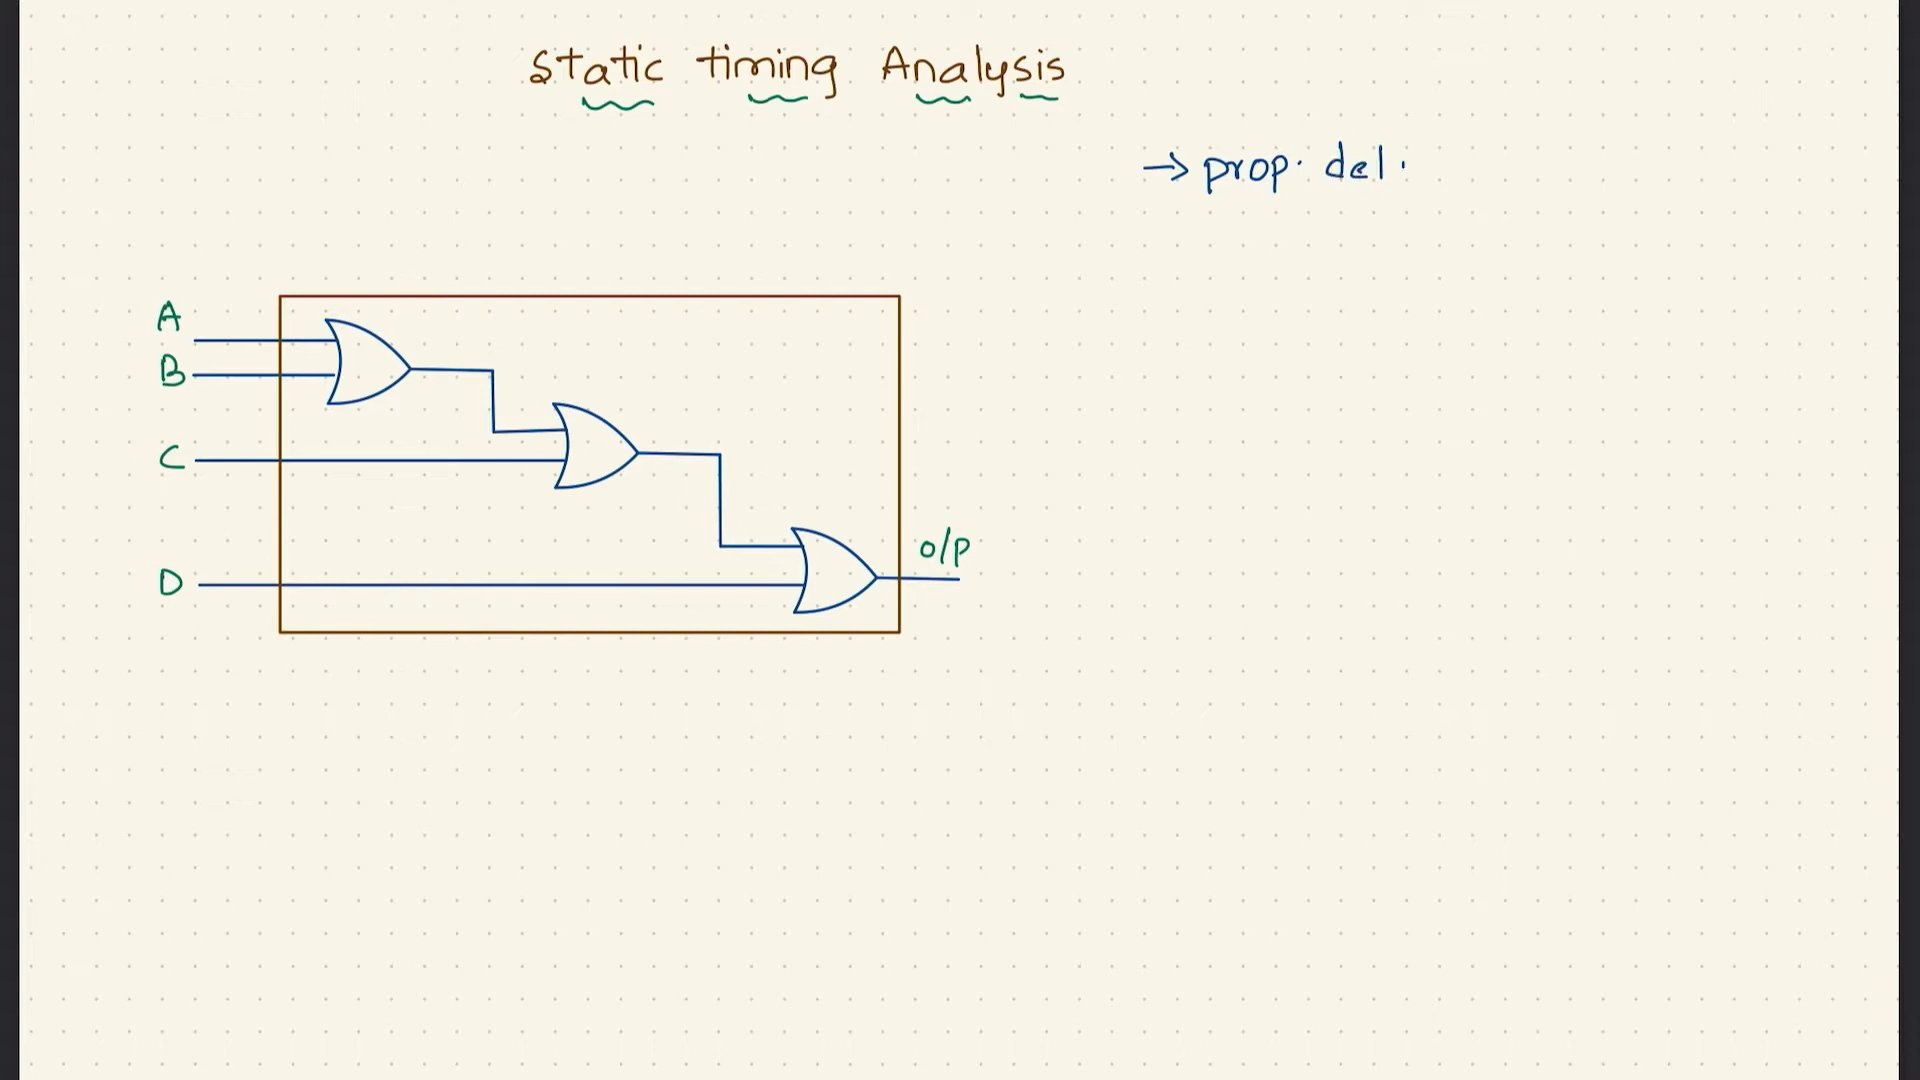 Static timing Analysis
→ prop. del.
A
B
C
D
o/p